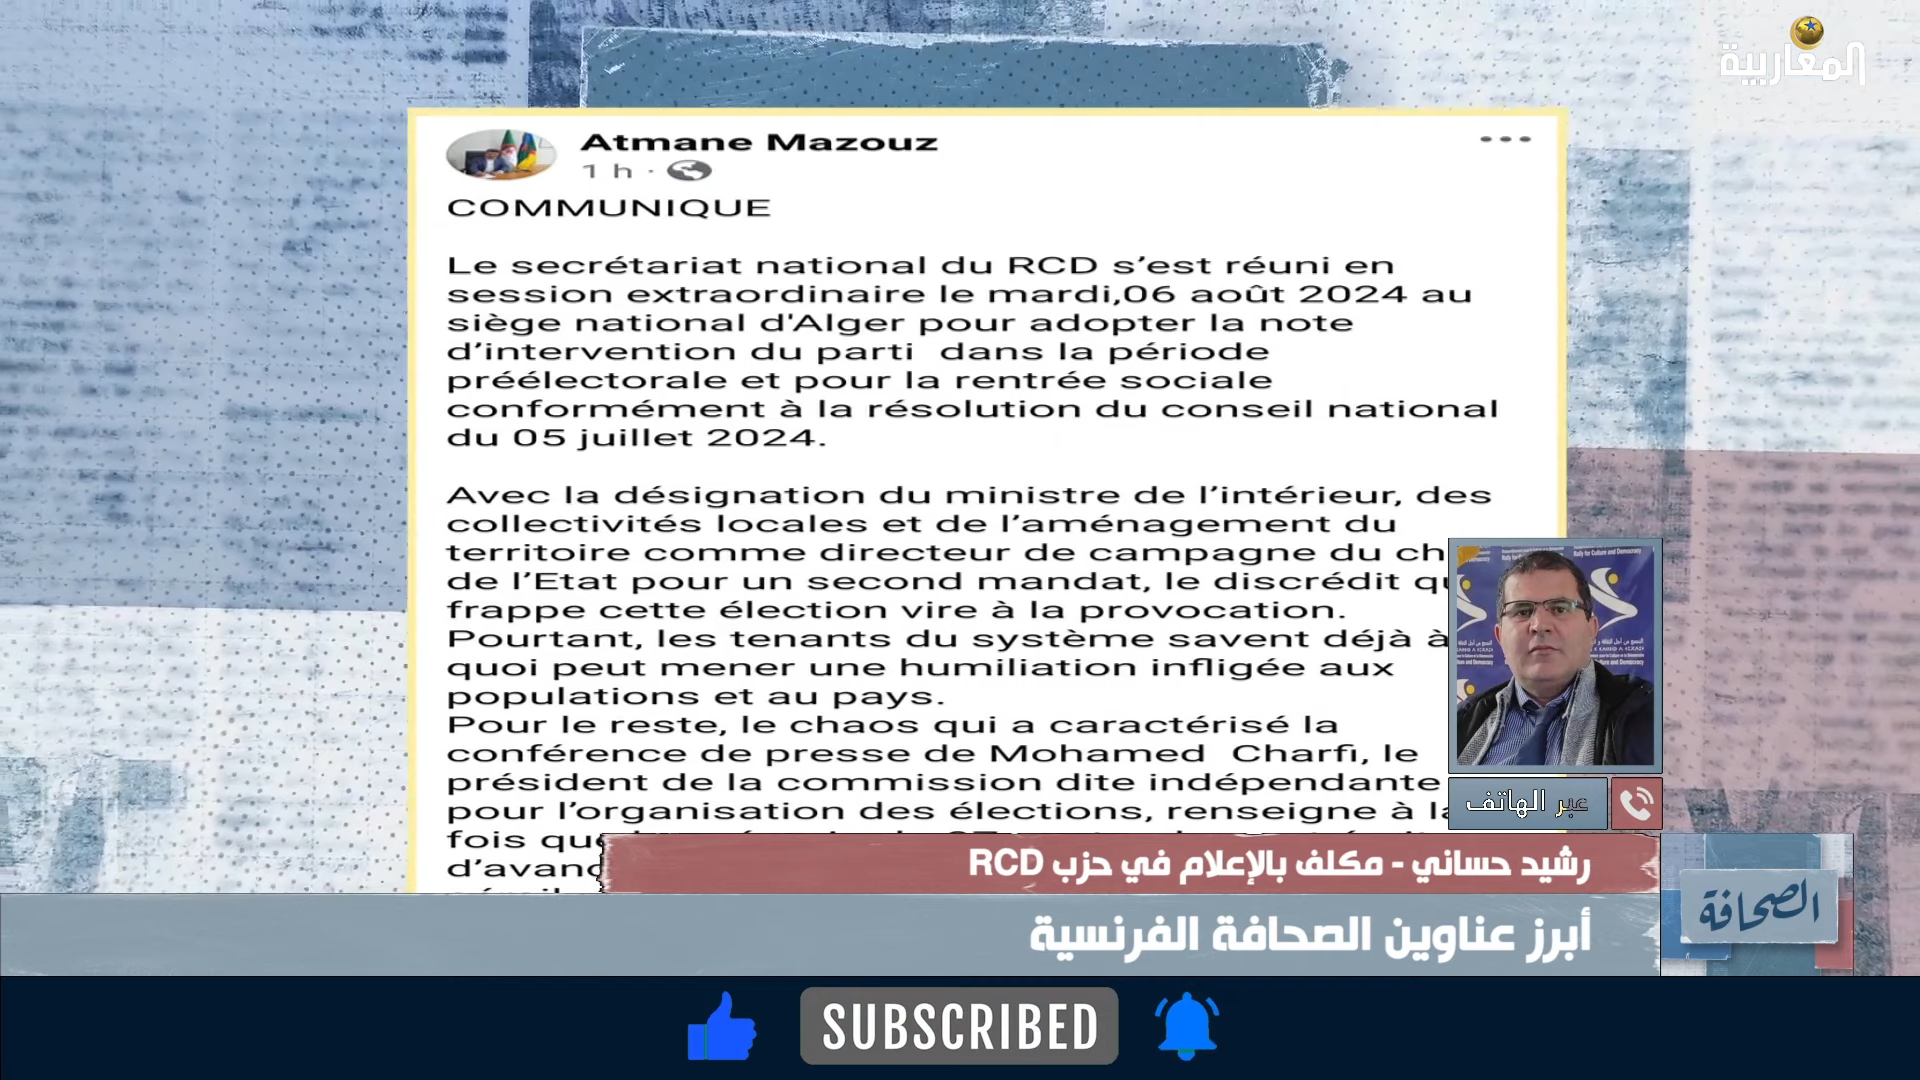 المغاربية
Atmane Mazouz
1 h ·
COMMUNIQUE
Le secrétariat national du RCD s’est réuni en
session extraordinaire le mardi,06 août 2024 au
siège national d'Alger pour adopter la note
d’intervention du parti dans la période
préélectorale et pour la rentrée sociale
conformément à la résolution du conseil national
du 05 juillet 2024.
Avec la désignation du ministre de l’intérieur, des
collectivités locales et de l’aménagement du
territoire comme directeur de campagne du ch
de l’Etat pour un second mandat, le discrédit qu
frappe cette élection vire à la provocation.
Pourtant, les tenants du système savent déjà à
quoi peut mener une humiliation infligée aux
populations et au pays.
Pour le reste, le chaos qui a caractérisé la
conférence de presse de Mohamed Charfi, le
président de la commission dite indépendante
pour l’organisation des élections, renseigne à la
fois que
d’avanc
Rally for Culture and Democracy
عبر الهاتف
رشيد حساني - مكلف بالإعلام في حزب RCD
أبرز عناوين الصحافة الفرنسية
الصحافة
SUBSCRIBED